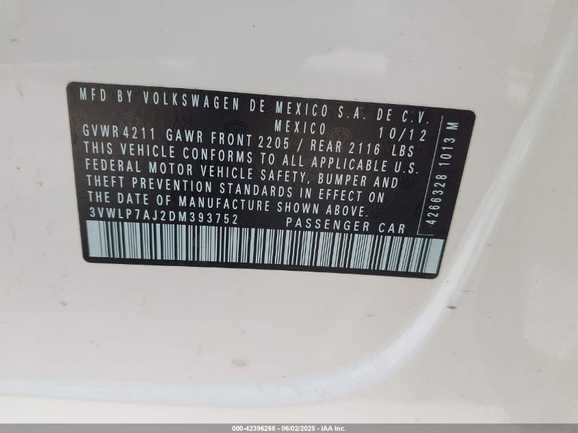 MFD BY VOLKSWAGEN DE MEXICO S.A. DE C.V.
MEXICO 10/12
GVWR 4211 GAWR FRONT 2205 / REAR 2116 LBS
THIS VEHICLE CONFORMS TO ALL APPLICABLE
FEDERAL MOTOR VEHICLE SAFETY, BUMPER AND
THEFT PREVENTION STANDARDS IN EFFECT ON
THE DATE OF MANUFACTURE SHOWN ABOVE.
3VWLP7AJ2DM393752 PASSENGER CAR
4266328 1013 M
000-42396266 - 06/02/2025 - IAA Inc.